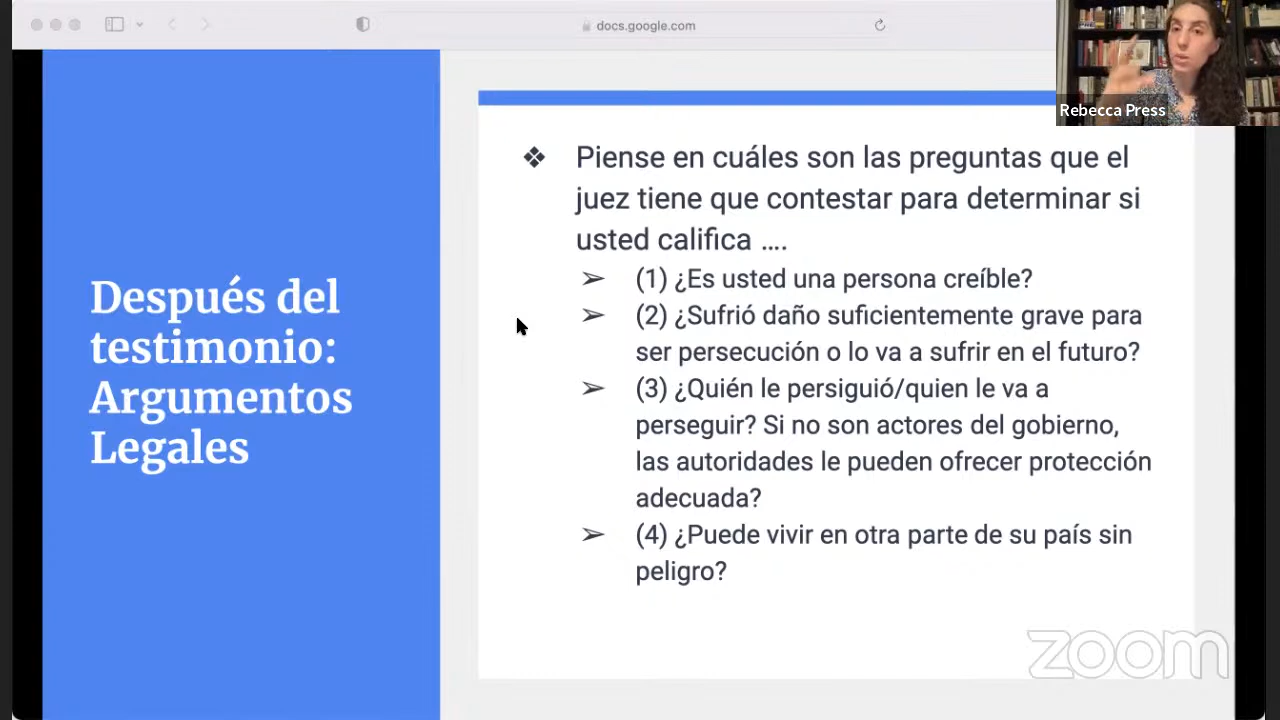 docs.google.com
Rebecca Press
Después del
testimonio:
Argumentos
Legales
❖ Piense en cuáles son las preguntas que el
juez tiene que contestar para determinar si
usted califica ....
➢ (1) ¿Es usted una persona creíble?
➢ (2) ¿Sufrió daño suficientemente grave para
ser persecución o lo va a sufrir en el futuro?
➢ (3) ¿Quién le persiguió/quien le va a
perseguir? Si no son actores del gobierno,
las autoridades le pueden ofrecer protección
adecuada?
➢ (4) ¿Puede vivir en otra parte de su país sin
peligro?
zoom